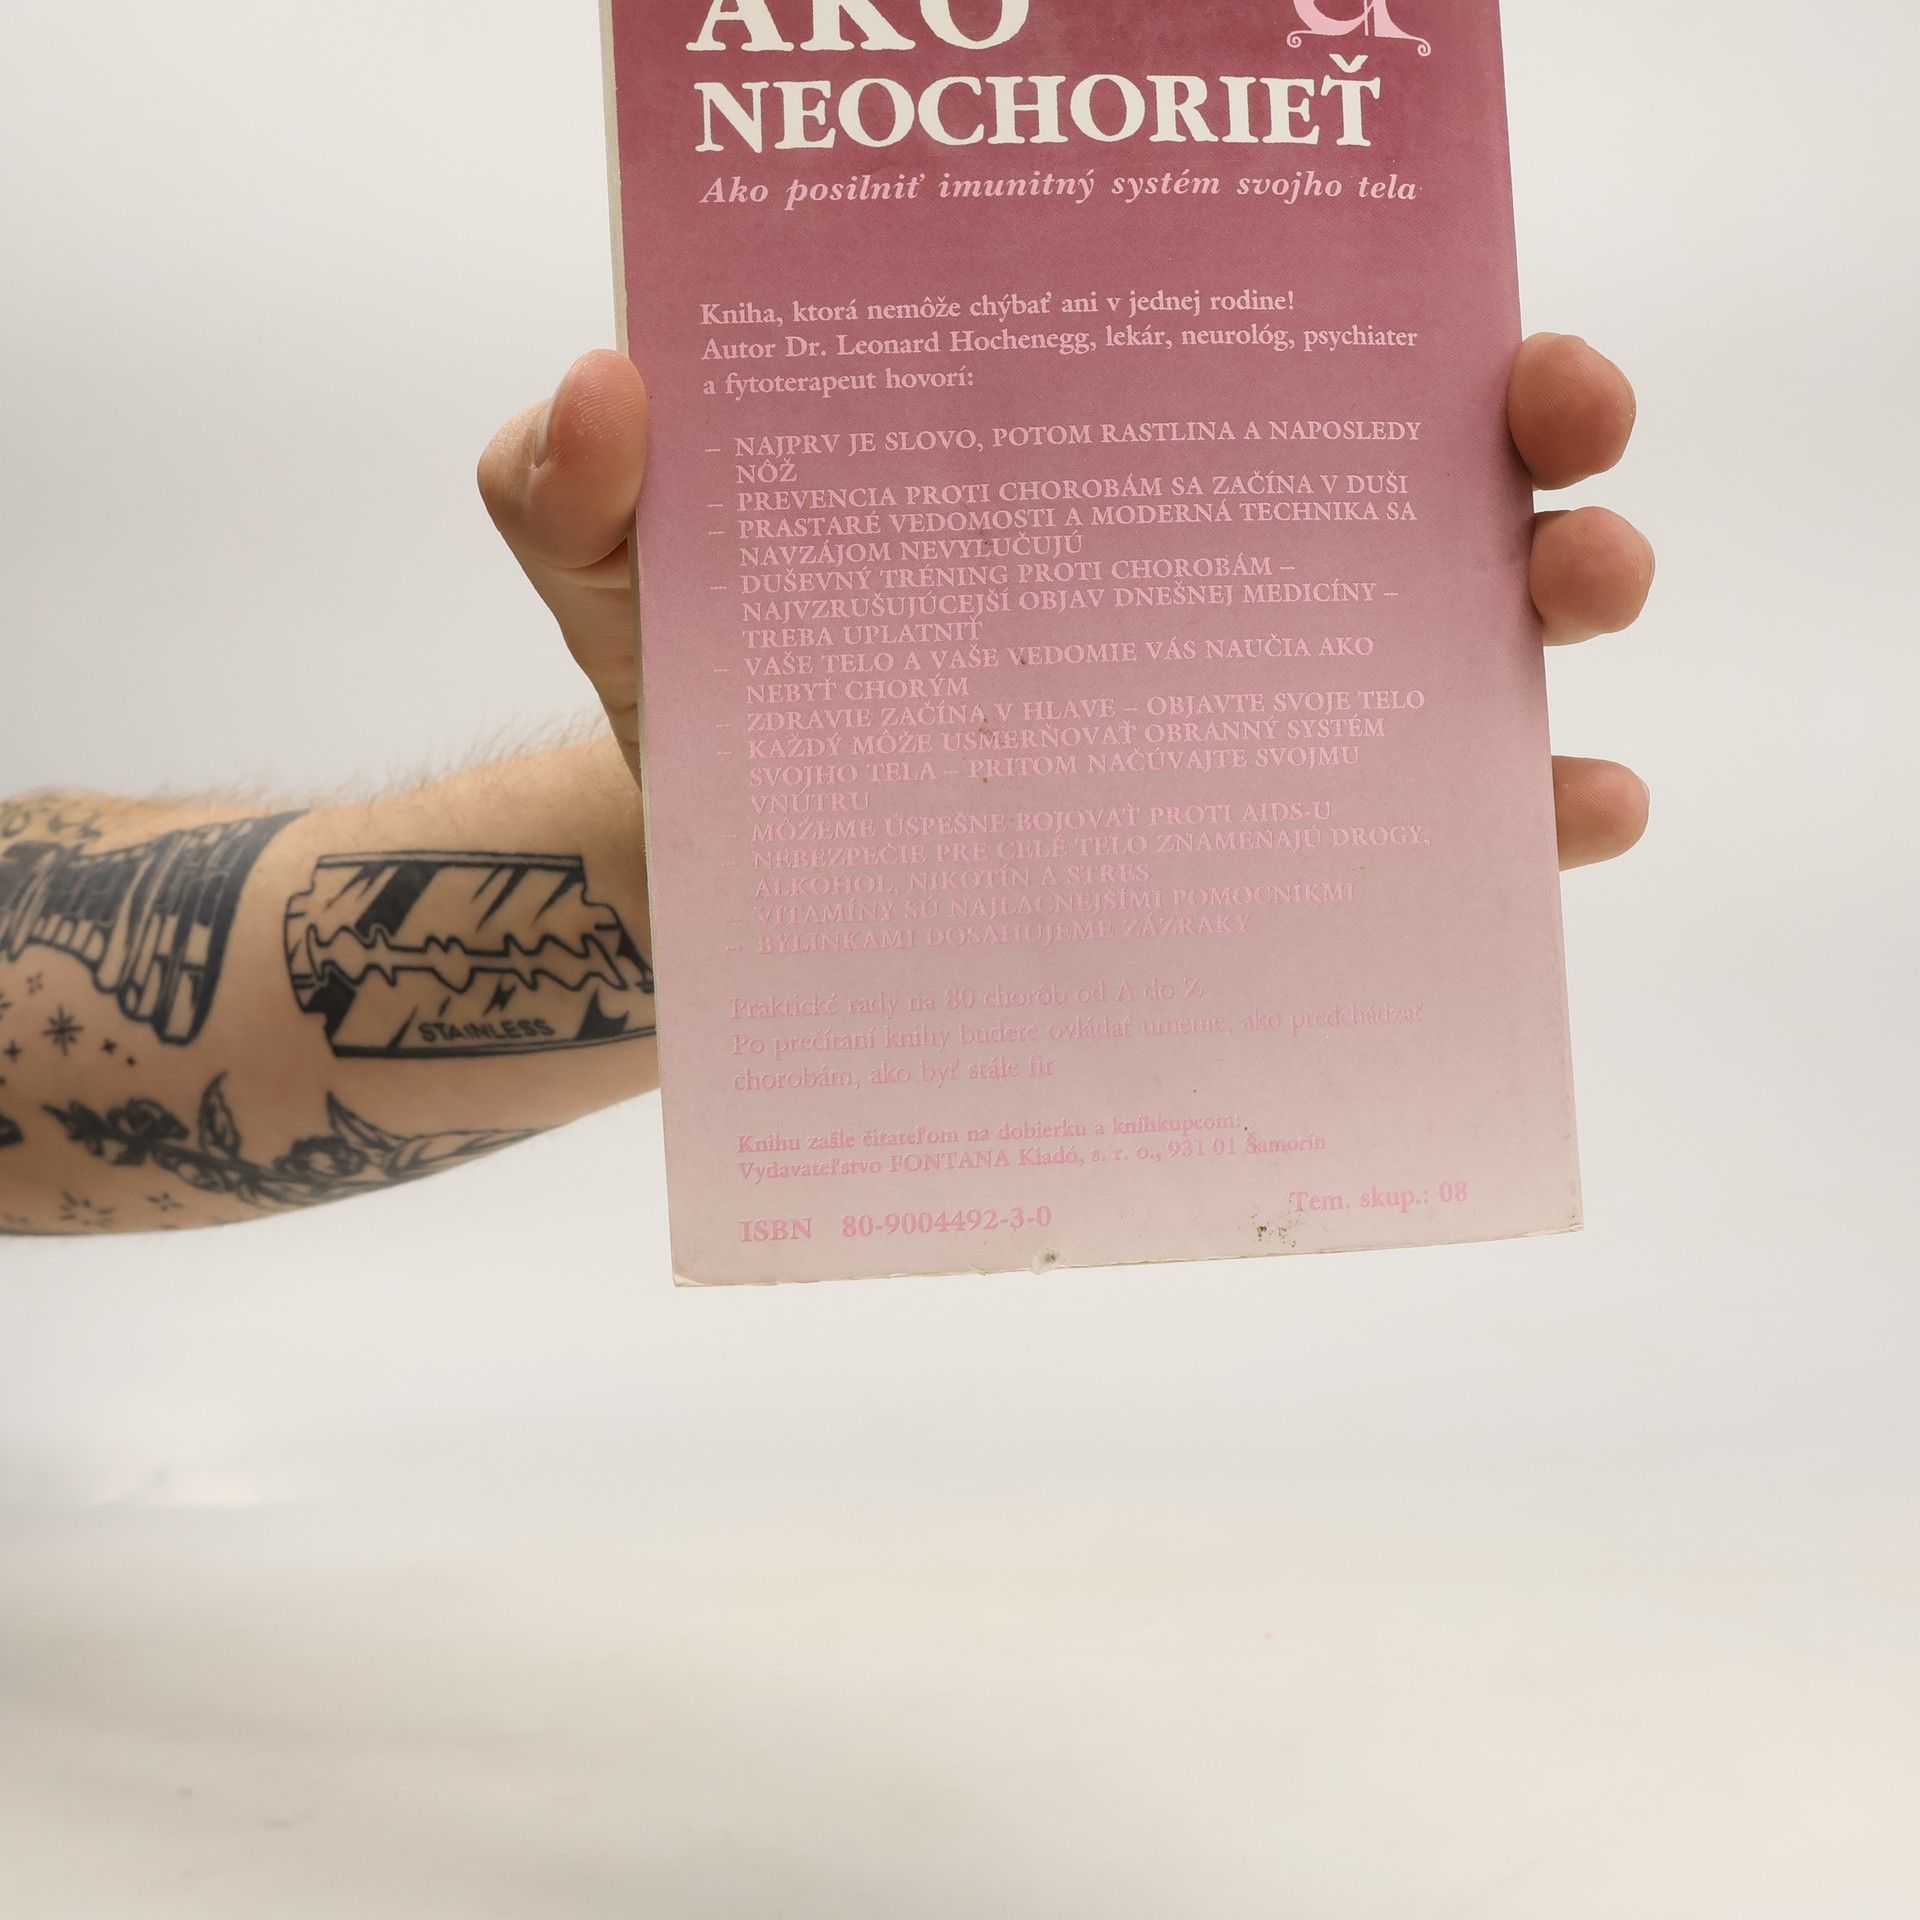 AKO
NEOCHORIEŤ
Ako posilniť imunitný systém svojho tela
Kniha, ktorá nemôže chýbať ani v jednej rodine!
Autor Dr. Leonard Hochenegg, lekár, neurológ, psychiater
a fytoterapeut hovorí:
– NAJPRV JE SLOVO, POTOM RASTLINA A NAPOSLEDY
NÔŽ
– PREVENCIA PROTI CHOROBÁM SA ZAČÍNA V DUŠI
– PRASTARÉ VEDOMOSTI A MODERNÁ TECHNIKA SA
NAVZÁJOM NEVYLUČUJÚ
– DUŠEVNÝ TRÉNING PROTI CHOROBÁM –
NAJVZRUŠUJÚCEJŠÍ OBJAV DNEŠNEJ MEDICÍNY –
TREBA UPLATNIŤ
– VAŠE TELO A VAŠE VEDOMIE VÁS NAUČIA AKO
NEBYŤ CHORÝM
– ZDRAVIE ZAČÍNA V HLAVE – OBJAVTE SVOJE TELO
– KAŽDÝ MÔŽE USMERŇOVAŤ OBRANNÝ SYSTÉM
SVOJHO TELA – PRITOM NAČÚVAJTE SVOJMU
VNÚTRU
– MÔŽEME ÚSPEŠNE BOJOVAŤ PROTI AIDS-U
– NEBEZPEČIE PRE CELÉ TELO ZNAMENAJÚ DROGY,
ALKOHOL, NIKOTÍN A STRES
– VITAMÍNY SÚ NAJLACNEJŠÍMI POMOCNÍKMI
– BYLINKAMI DOSAHUJEME ZÁZRAKY
Praktické rady na 80 chorôb od A do Z
Po prečítaní knihy budete ovládať umenie, ako predchádzať
chorobám, ako byť stále fit
Knihu zašle čitateľom na dobierku a kníhkupcom:
Vydavateľstvo FONTANA Kiadó, s. r. o., 931 01 Šamorín
ISBN 80-9004492-3-0
Tem. skup.: 08
STAINLESS